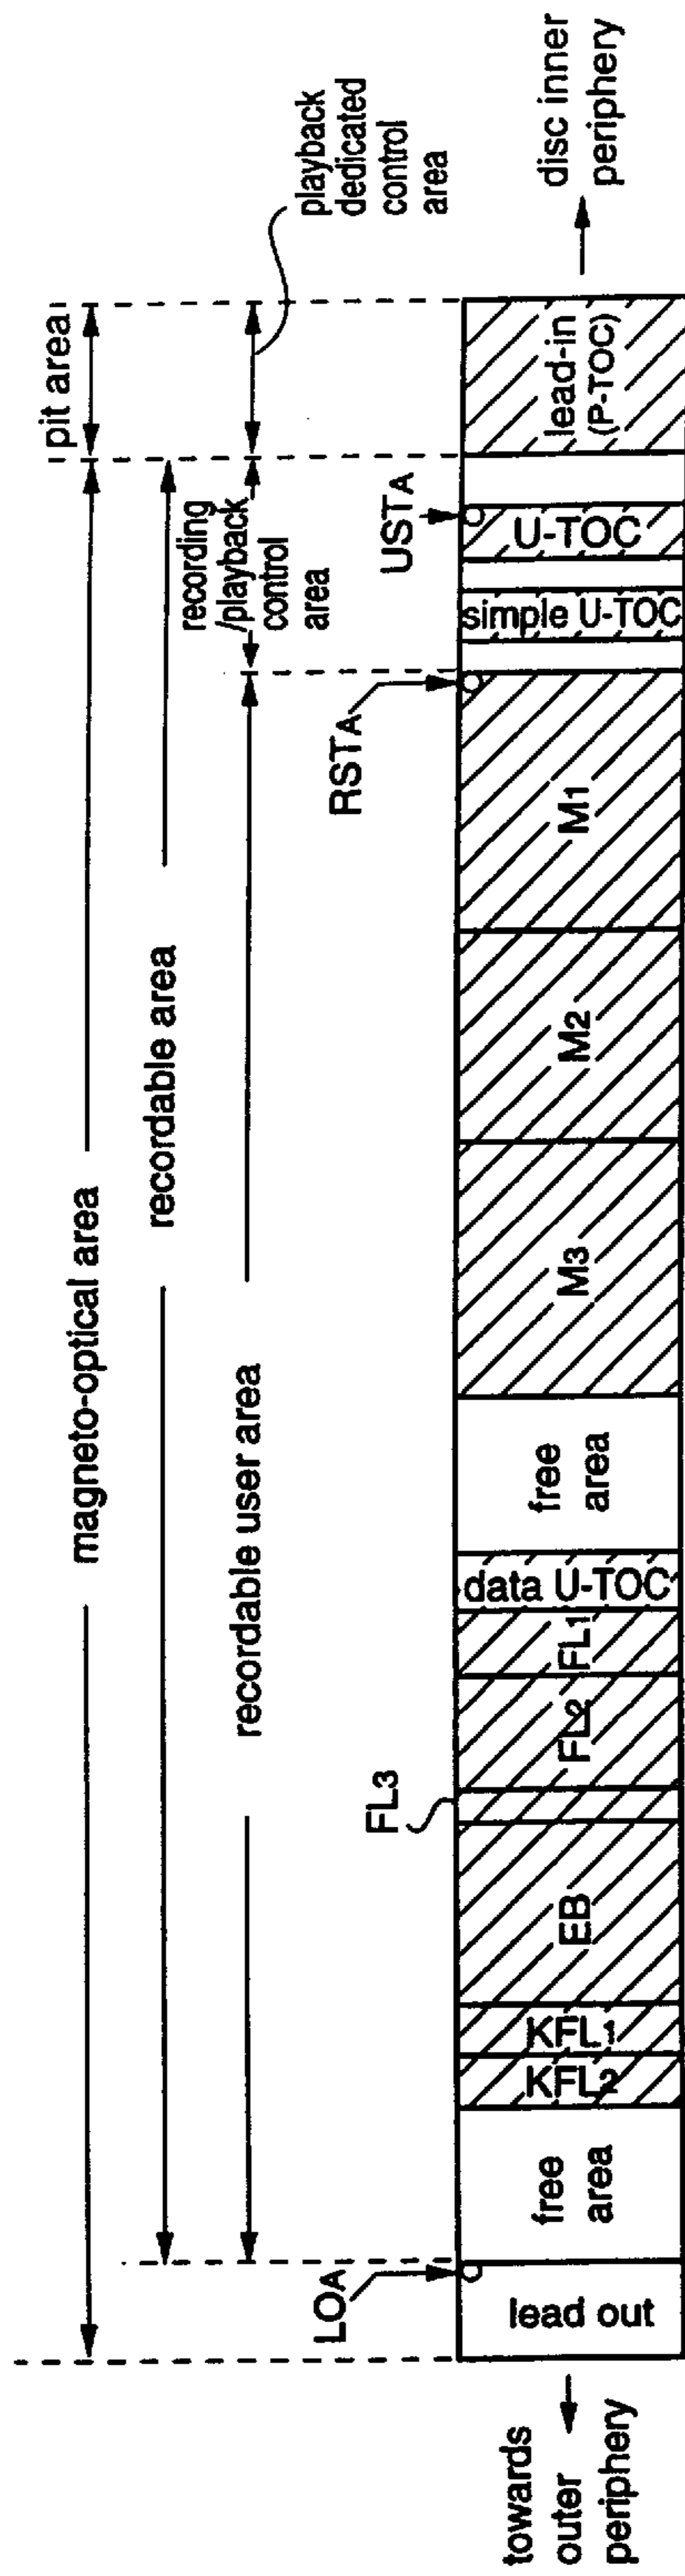 magneto-optical area
pit area
recordable area
recordable user area
recording
/playback
control
area
playback
dedicated
control
area
LOA
FL3
RSTA
USTA
towards
outer
periphery
lead out
free
area
KFL2
KFL1
EB
FL2
FL1
data U-TOC
free
area
M3
M2
M1
simple U-TOC
U-TOC
lead-in
(P-TOC)
disc inner
periphery